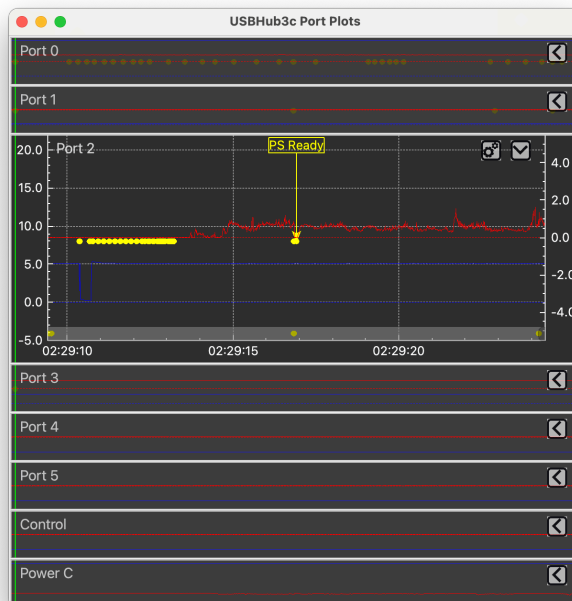 USBHub3c Port Plots
Port 0
Port 1
20.0 Port 2 PS Ready 4.0
15.0 2.0
10.0 0.0
5.0 -2.0
0.0 -4.0
-5.0
02:29:10 02:29:15 02:29:20
Port 3
Port 4
Port 5
Control
Power C